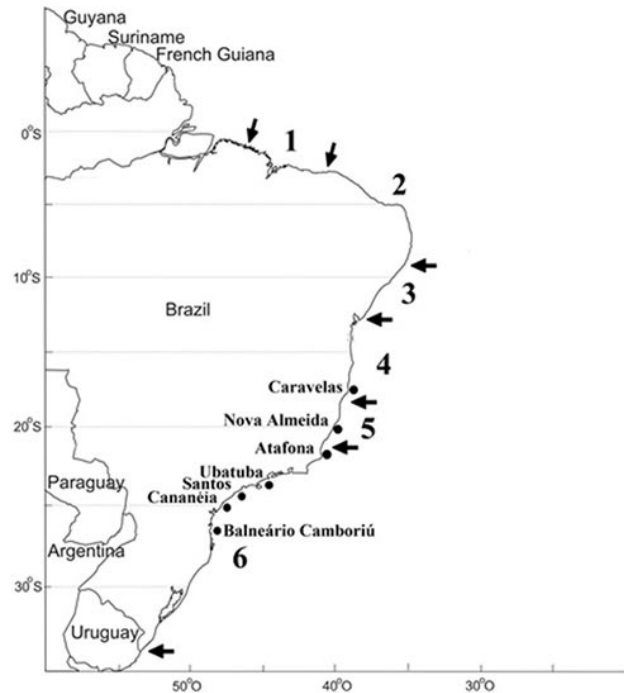 Guyana
Suriname
French Guiana
0°S
1
2
10°S
3
Brazil
4
Caravelas
20°S
Nova Almeida
5
Atafona
Ubatuba
Santos
Paraguay
Cananéia
Balneário Camboriú
Argentina
6
30°S
Uruguay
50°O
40°O
30°O